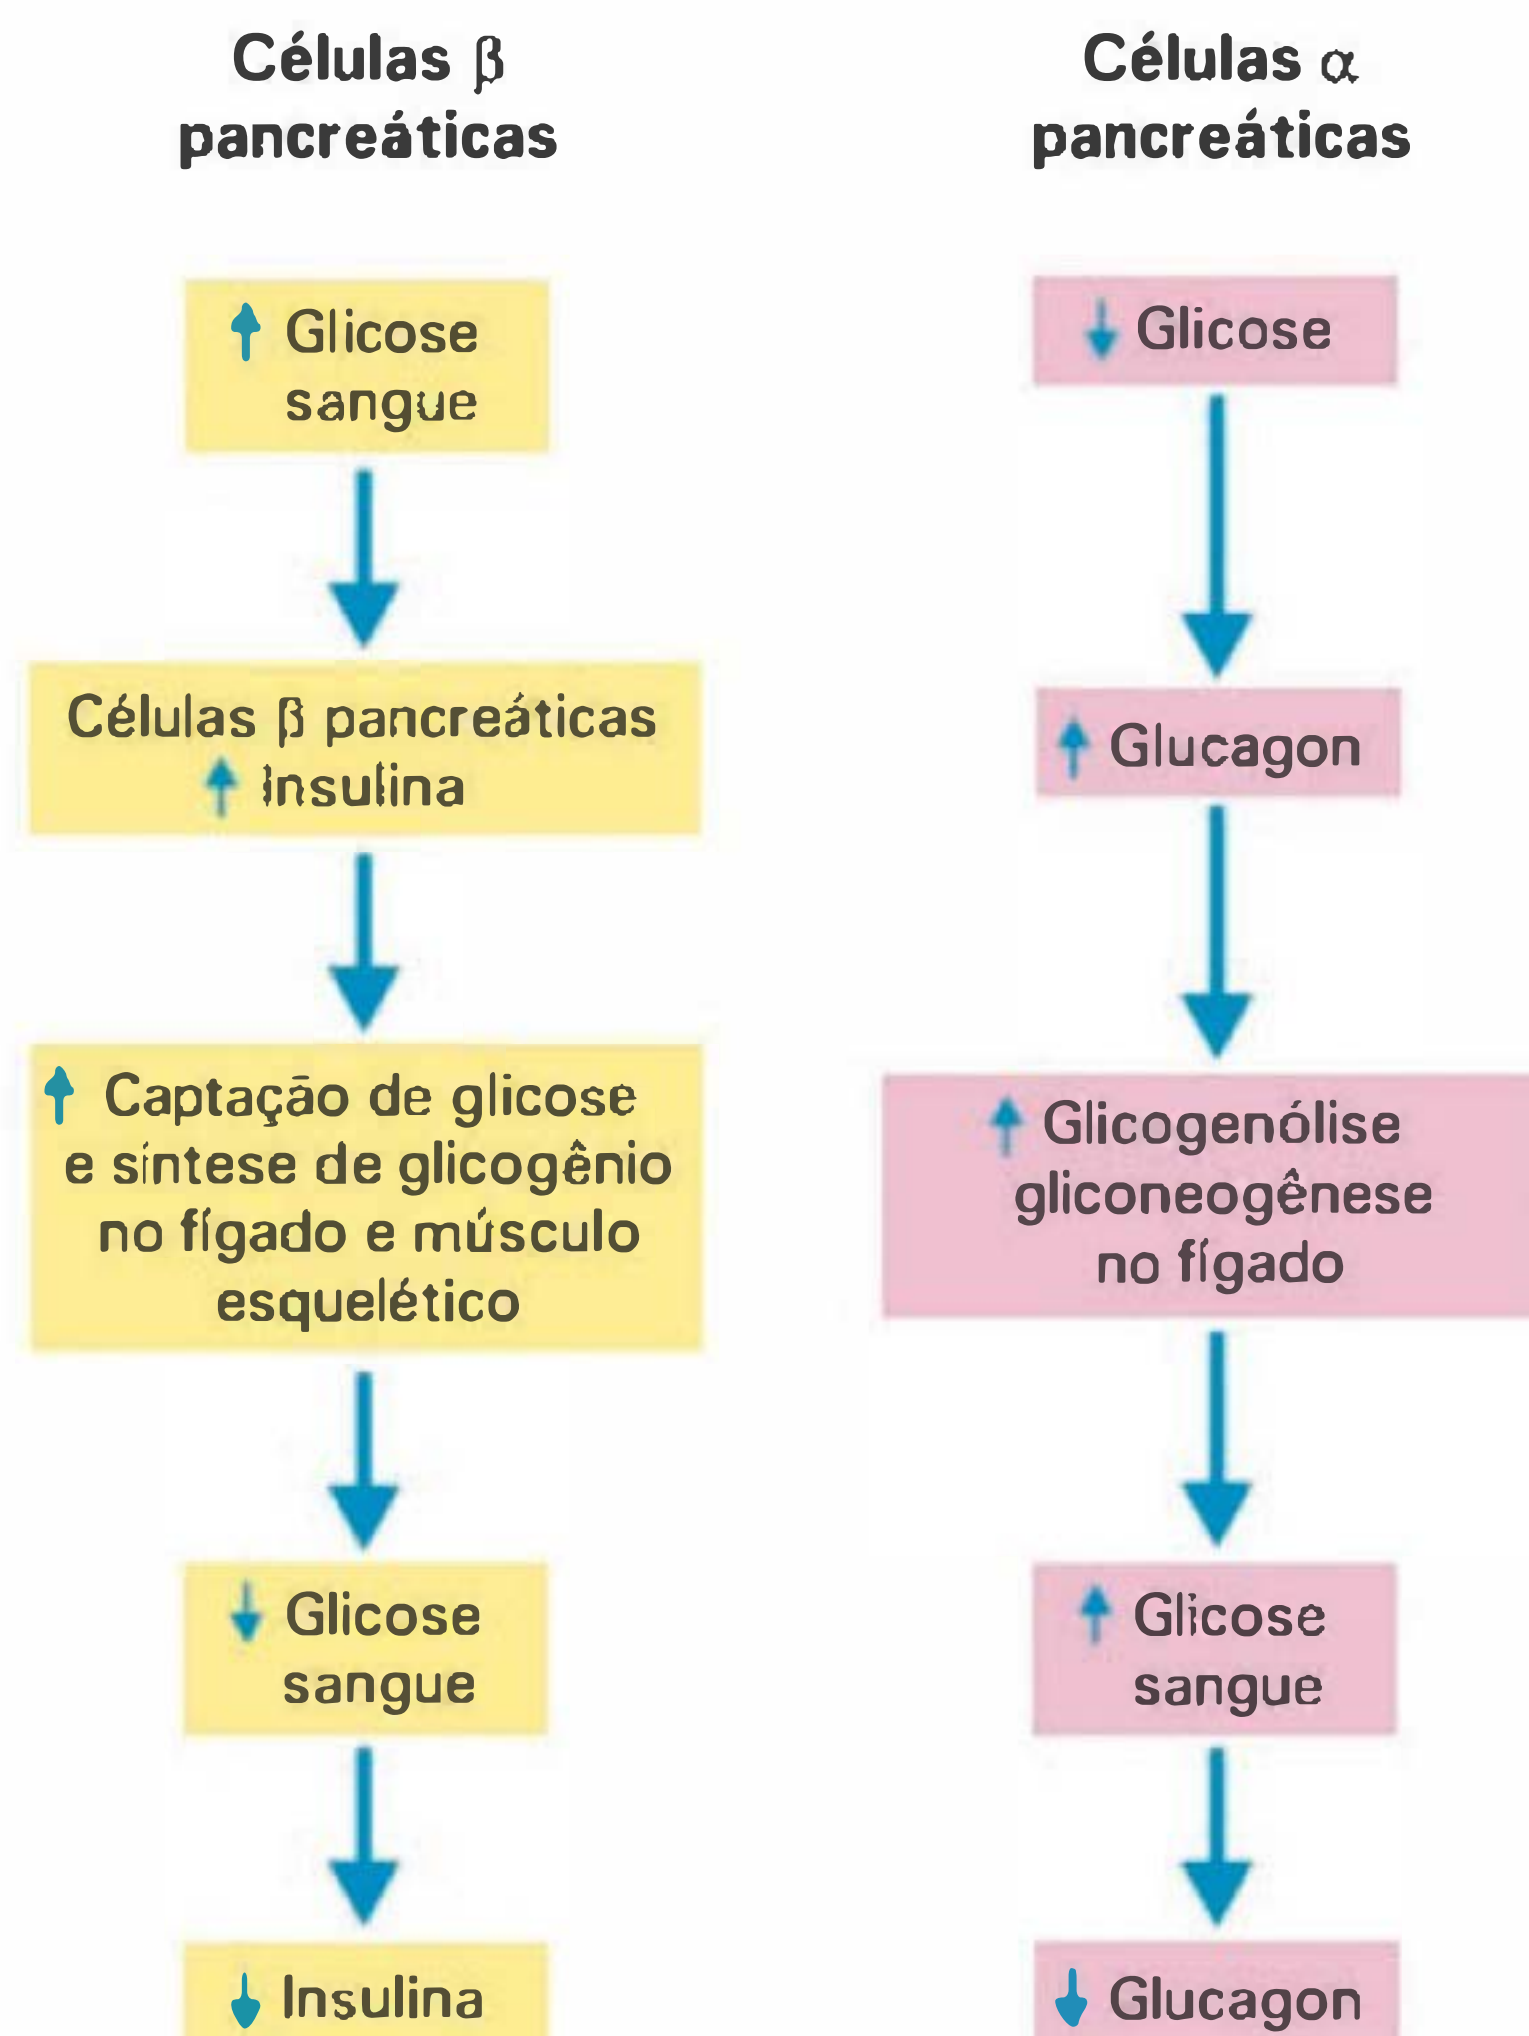 Células β
pancreáticas
↑ Glicose
sangue
Células β pancreáticas
↑ Insulina
↑ Captação de glicose
e síntese de glicogênio
no fígado e músculo
esquelético
↓ Glicose
sangue
↓ Insulina
Células α
pancreáticas
↓ Glicose
↑ Glucagon
↑ Glicogenólise
gliconeogênese
no fígado
↑ Glicose
sangue
↓ Glucagon